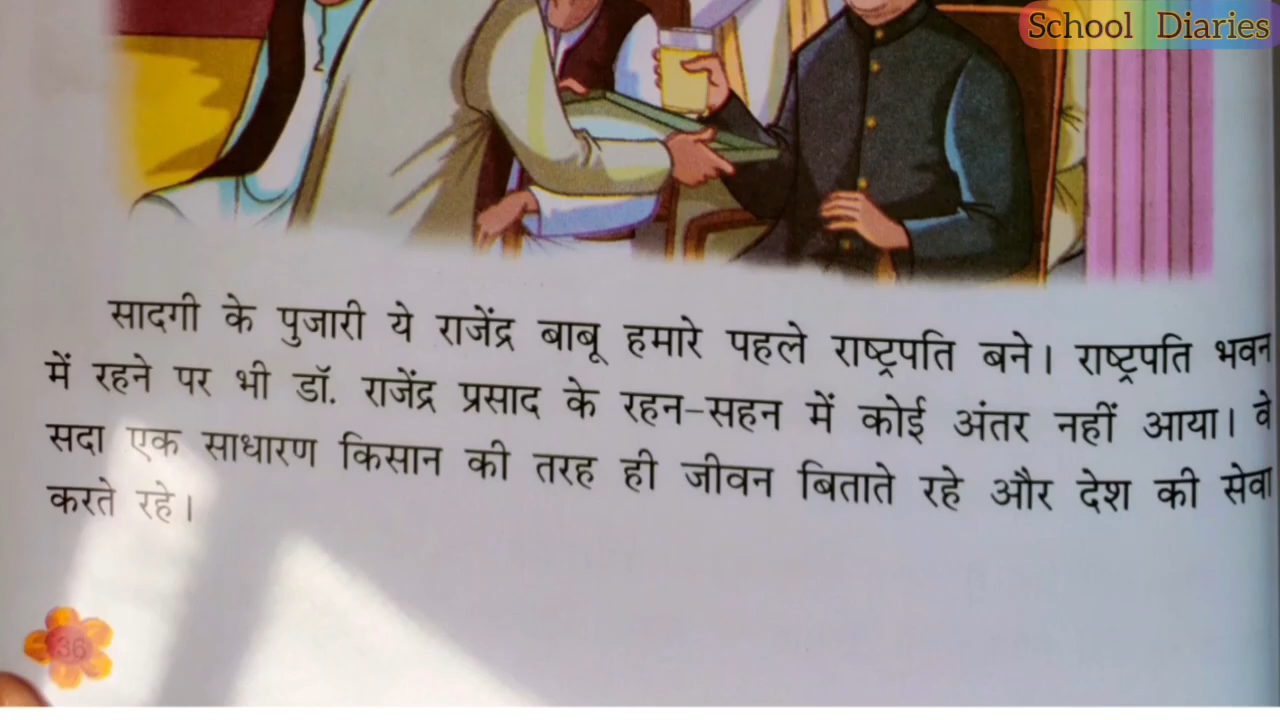 School Diaries
सादगी के पुजारी ये राजेंद्र बाबू हमारे पहले राष्ट्रपति बने। राष्ट्रपति भवन
में रहने पर भी डॉ. राजेंद्र प्रसाद के रहन-सहन में कोई अंतर नहीं आया। वे
सदा एक साधारण किसान की तरह ही जीवन बिताते रहे और देश की सेवा
करते रहे।
36